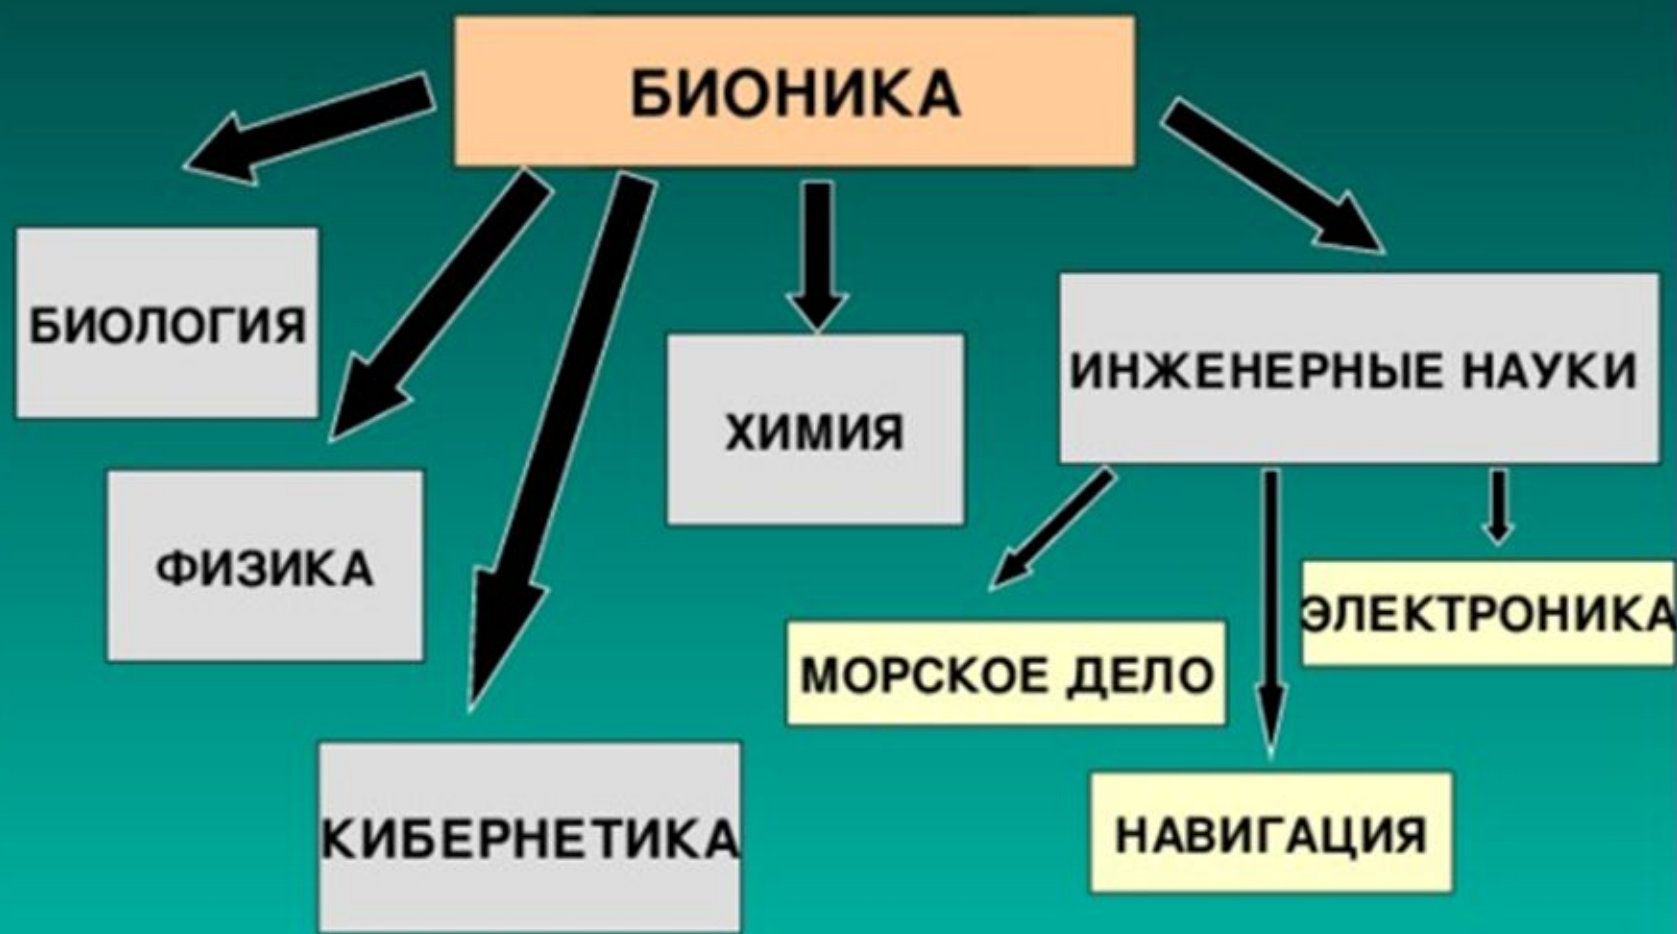 БИОНИКА
БИОЛОГИЯ
ФИЗИКА
КИБЕРНЕТИКА
ХИМИЯ
ИНЖЕНЕРНЫЕ НАУКИ
МОРСКОЕ ДЕЛО
НАВИГАЦИЯ
ЭЛЕКТРОНИКА